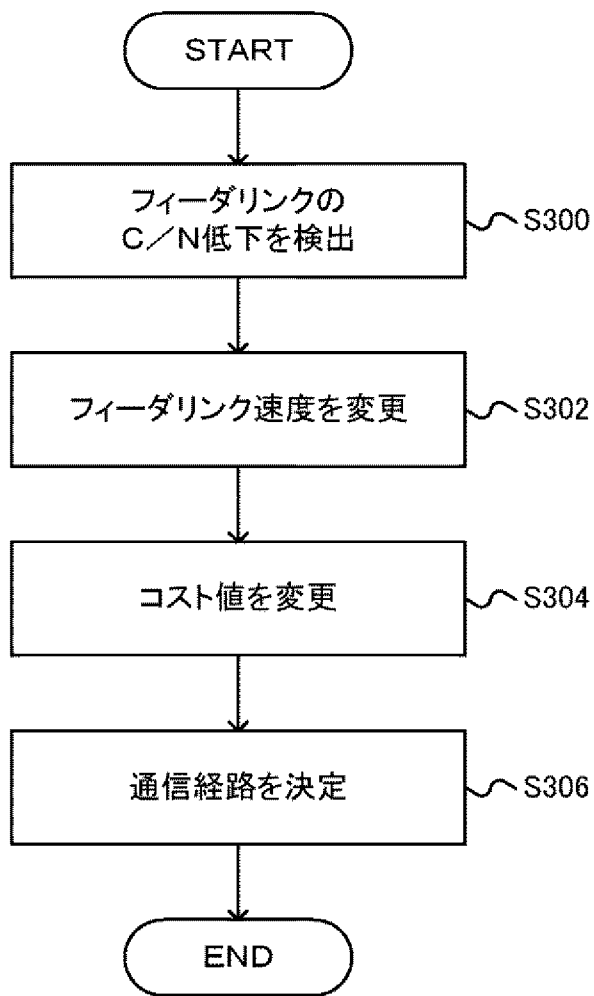 START
フィーダリンクの
C／N低下を検出
S300
フィーダリンク速度を変更
S302
コスト値を変更
S304
通信経路を決定
S306
END